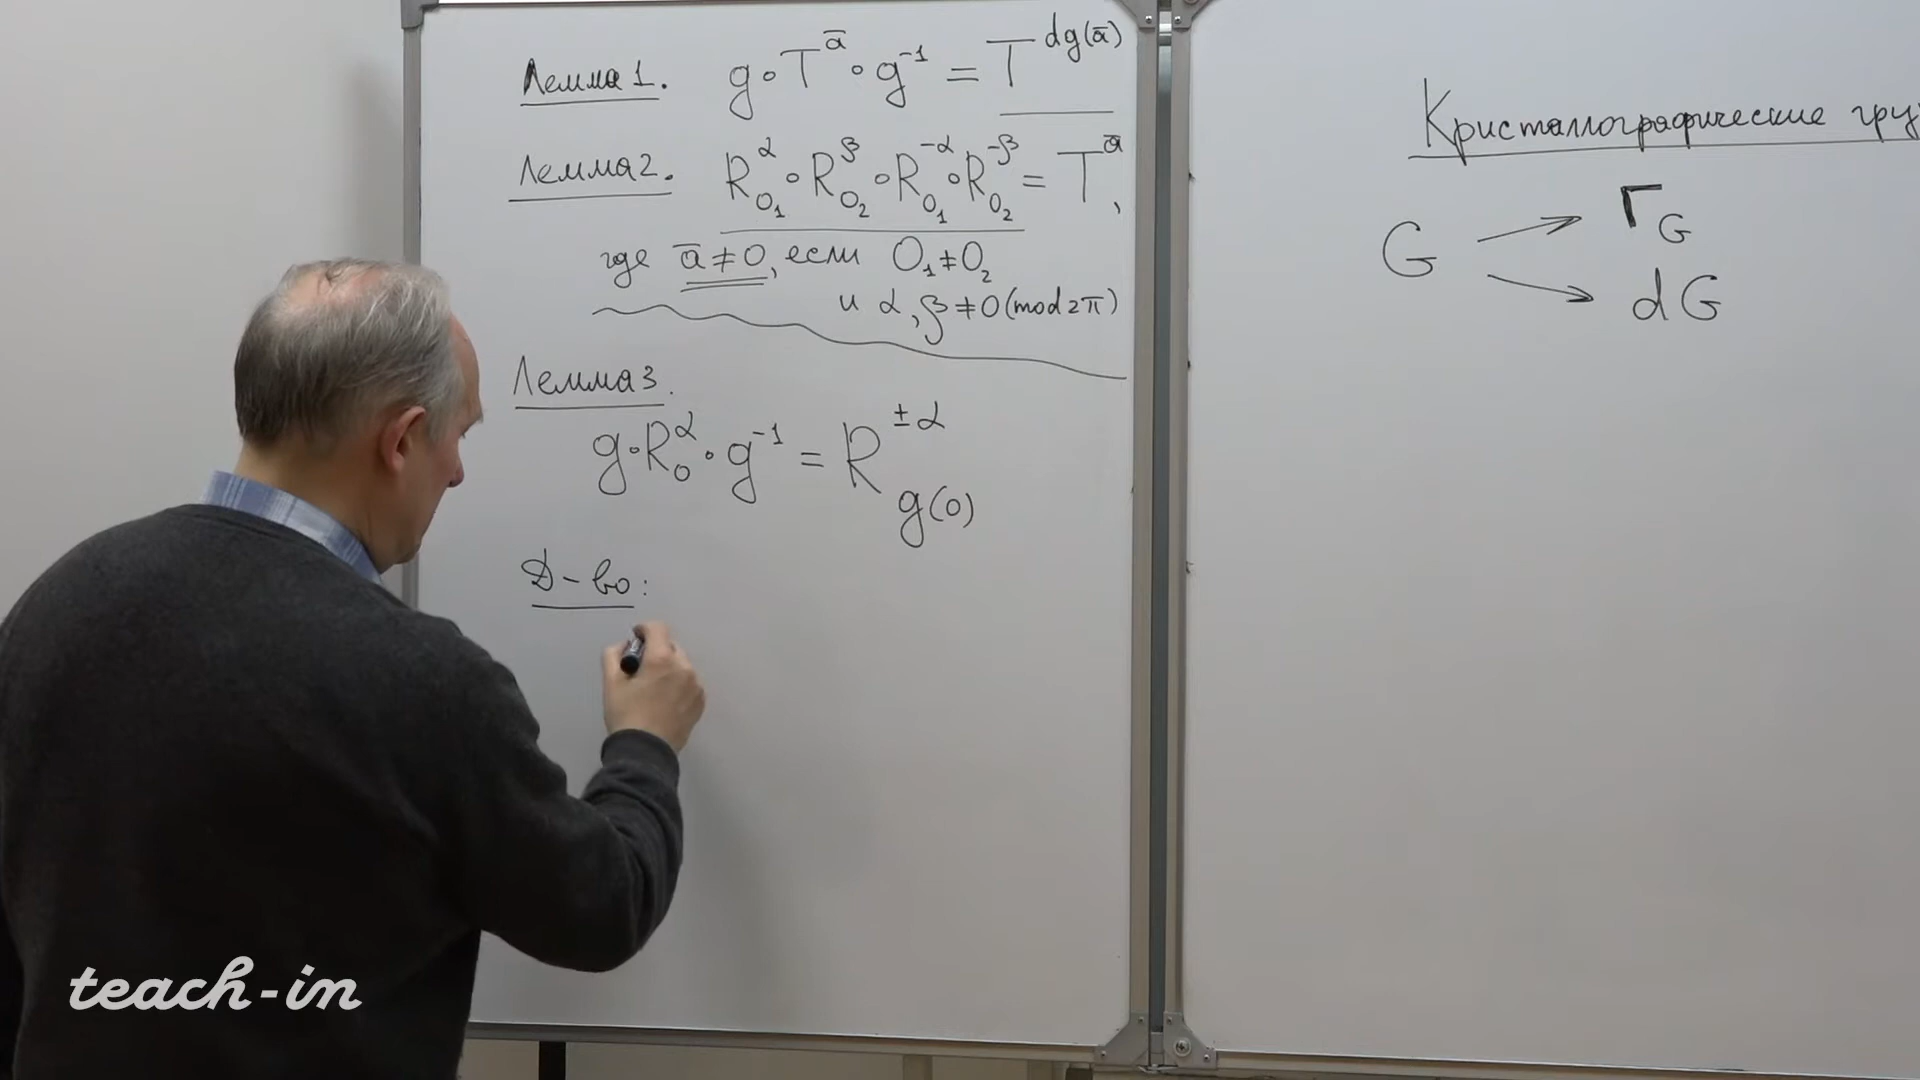 Лемма 1. g∘T^ā∘g⁻¹ = T^dg(ā)
Лемма 2. R^α_O₁∘R^β_O₂∘R^-α_O₁∘R^-β_O₂ = T^ā,
где ā≠0, если O₁≠O₂
и α, β≠0(mod 2π)
Лемма 3.
g∘R^α_O∘g⁻¹ = R^±α_g(O)
Д-во:
Кристаллографические гру
G Γ_G
dG
teach-in